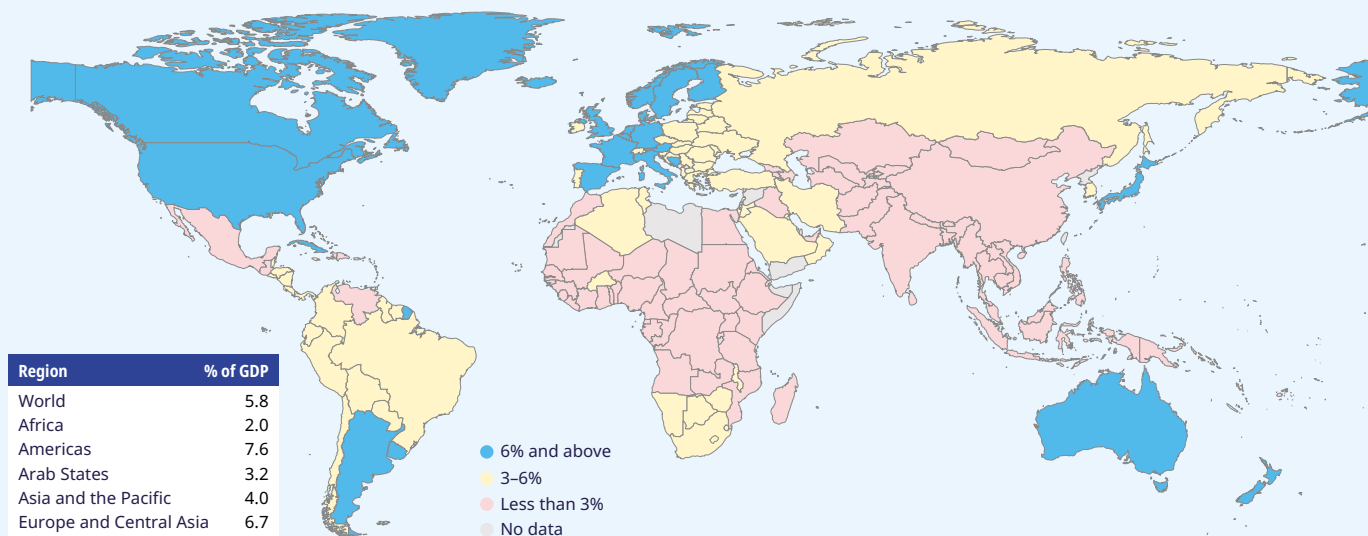 Region % of GDP
World 5.8
Africa 2.0
Americas 7.6
Arab States 3.2
Asia and the Pacific 4.0
Europe and Central Asia 6.7
6% and above
3–6%
Less than 3%
No data